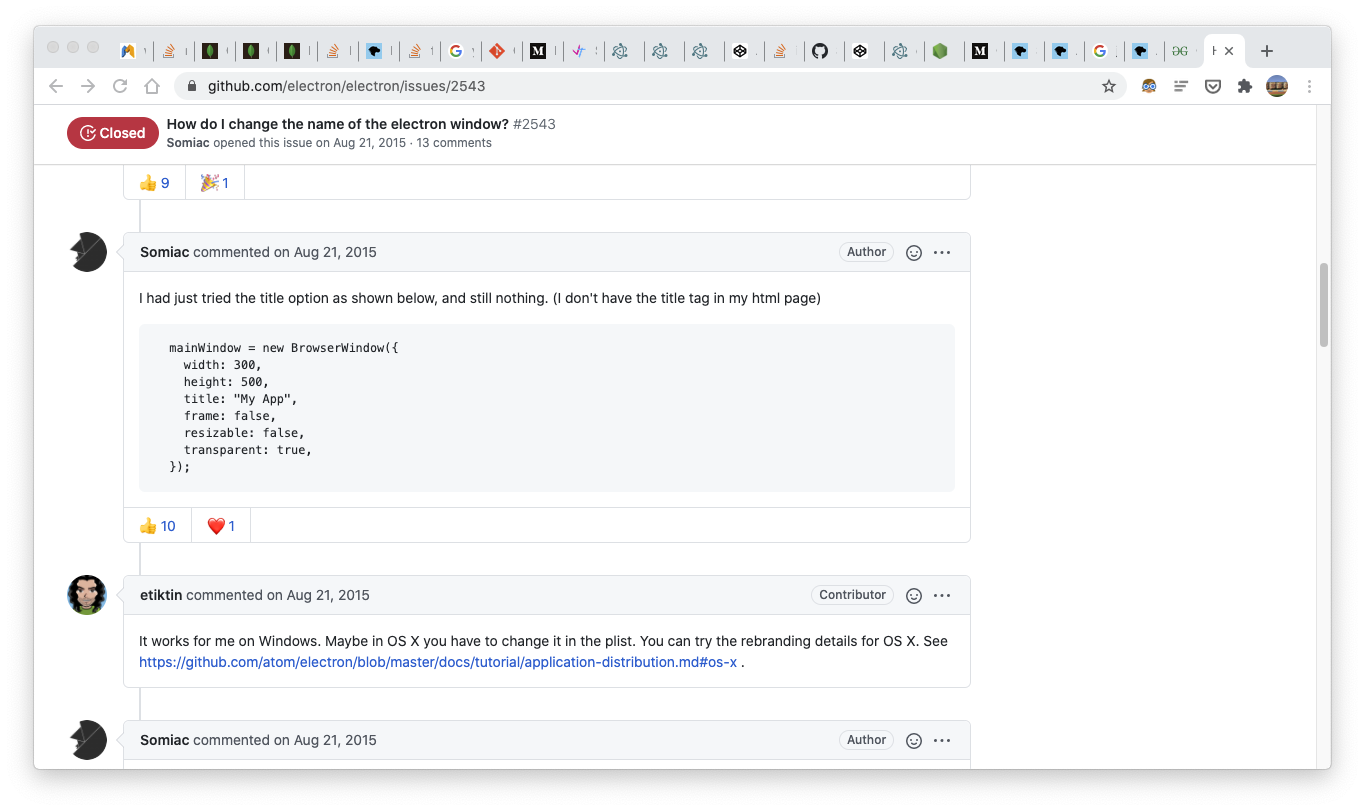 github.com/electron/electron/issues/2543
Closed
How do I change the name of the electron window? #2543
Somiac opened this issue on Aug 21, 2015 · 13 comments
👍 9 🎉 1
Somiac commented on Aug 21, 2015 Author
I had just tried the title option as shown below, and still nothing. (I don't have the title tag in my html page)
mainWindow = new BrowserWindow({
width: 300,
height: 500,
title: "My App",
frame: false,
resizable: false,
transparent: true,
});
👍 10 ❤️ 1
etiktin commented on Aug 21, 2015 Contributor
It works for me on Windows. Maybe in OS X you have to change it in the plist. You can try the rebranding details for OS X. See
https://github.com/atom/electron/blob/master/docs/tutorial/application-distribution.md#os-x .
Somiac commented on Aug 21, 2015 Author